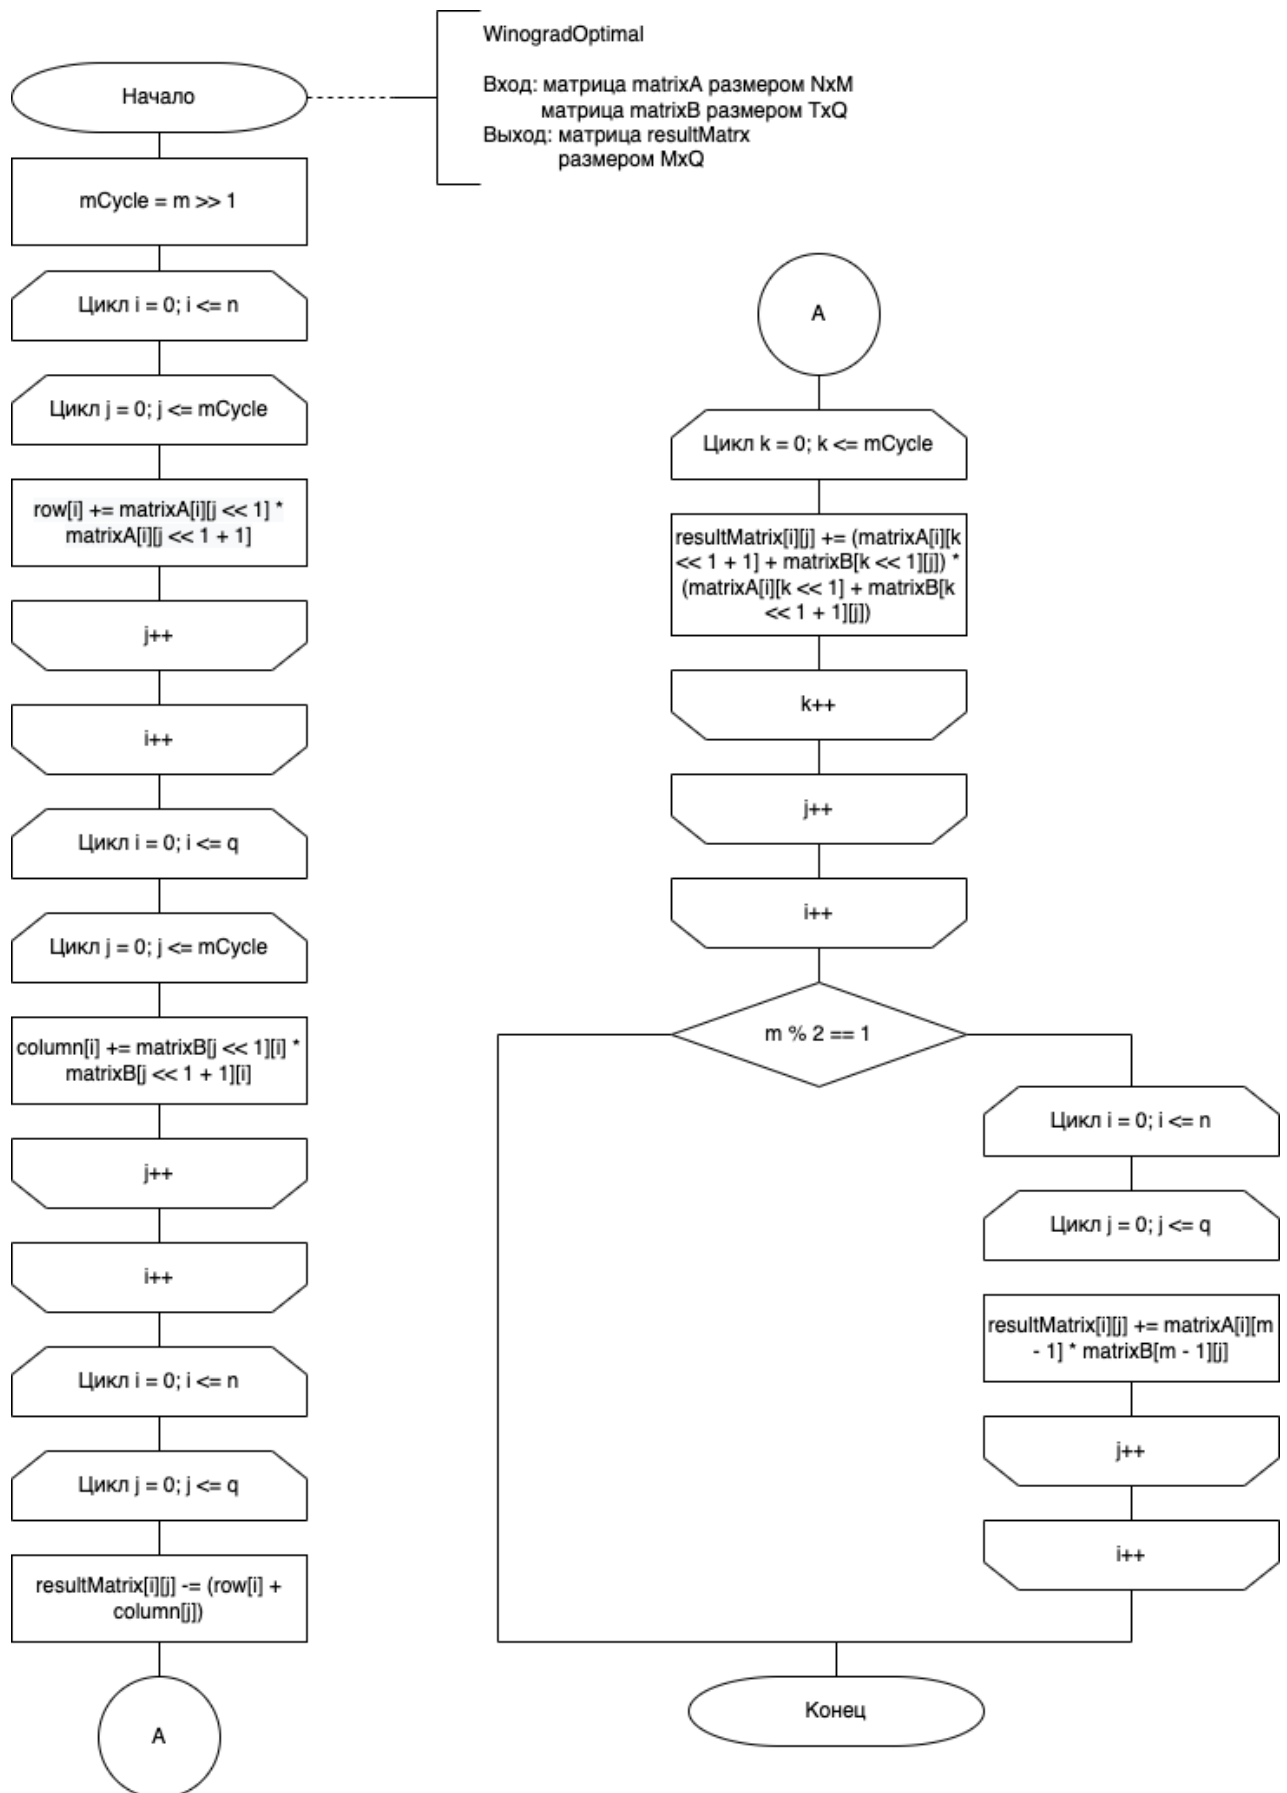 WinogradOptimal
Вход: матрица matrixA размером NxM
матрица matrixB размером TxQ
Выход: матрица resultMatrx
размером MxQ
Начало
mCycle = m >> 1
Цикл i = 0; i <= n
Цикл j = 0; j <= mCycle
row[i] += matrixA[i][j << 1] *
matrixA[i][j << 1 + 1]
j++
i++
Цикл i = 0; i <= q
Цикл j = 0; j <= mCycle
column[i] += matrixB[j << 1][i] *
matrixB[j << 1 + 1][i]
j++
i++
Цикл i = 0; i <= n
Цикл j = 0; j <= q
resultMatrix[i][j] -= (row[i] +
column[j])
A
A
Цикл k = 0; k <= mCycle
resultMatrix[i][j] += (matrixA[i][k
<< 1 + 1] + matrixB[k << 1][j]) *
(matrixA[i][k << 1] + matrixB[k
<< 1 + 1][j])
k++
j++
i++
m % 2 == 1
Цикл i = 0; i <= n
Цикл j = 0; j <= q
resultMatrix[i][j] += matrixA[i][m
- 1] * matrixB[m - 1][j]
j++
i++
Конец